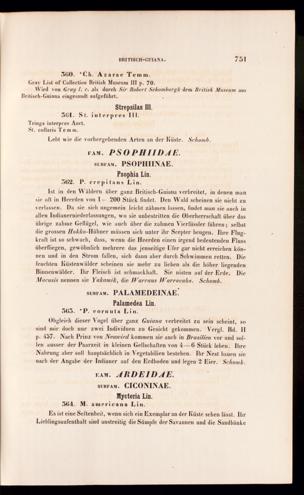 BRITISCH-GUIANA. 751
560. *Ch. Azarae Temm.
Gray List of Collection British Museum III p. 70.
Wird von Gray l. c. als durch Sir Robert Schomburgk dem British Museum aus
Britisch-Guiana eingesandt aufgeführt.
Strepsilas Ill.
561. St. interpres Ill.
Tringa interpres Auct.
St. collaris Temm.
Lebt wie die vorhergehenden Arten an der Küste. Schomb.
FAM. PSOPHIIDAE.
SUBFAM. PSOPHINAE.
Psophia Lin.
562. P. crepitans Lin.
Ist in den Wäldern über ganz Britisch-Guiana verbreitet, in denen man
sie oft in Heerden von 1— 200 Stück findet. Den Wald scheinen sie nicht zu
verlassen. Da sie sich ungemein leicht zähmen lassen, findet man sie auch in
allen Indianerniederlassungen, wo sie unbestritten die Oberherrschaft über das
übrige zahme Geflügel, wie auch über die zahmen Vierfüsser führen; selbst
die grossen Hokko-Hühner müssen sich unter ihr Scepter beugen. Ihre Flug-
kraft ist so schwach, dass, wenn die Heerden einen irgend bedeutenden Fluss
überfliegen, gewöhnlich mehrere das jenseitige Ufer gar nicht erreichen kön-
nen und in den Strom fallen, sich dann aber durch Schwimmen retten. Die
feuchten Küstenwälder scheinen sie mehr zu lieben als die höher liegenden
Binnenwälder. Ihr Fleisch ist schmackhaft. Sie nisten auf der Erde. Die
Macusis nennen sie Yakamik, die Warraus Warracabe. Schomb.
SUBFAM. PALAMEDEINAE.
Palamedea Lin.
563. *P. cornuta Lin.
Obgleich dieser Vogel über ganz Guiana verbreitet zu sein scheint, so
sind mir doch nur zwei Individuen zu Gesicht gekommen. Vergl. Bd. II
p. 457. Nach Prinz von Neuwied kommen sie auch in Brasilien vor und sol-
len ausser der Paarzeit in kleinen Gesellschaften von 4—6 Stück leben. Ihre
Nahrung aber soll hauptsächlich in Vegetabilien bestehen. Ihr Nest bauen sie
nach der Angabe der Indianer auf den Erdboden und legen 2 Eier. Schomb.
FAM. ARDEIDAE.
SUBFAM. CICONINAE.
Mycteria Lin.
564. M. americana Lin.
Es ist eine Seltenheit, wenn sich ein Exemplar an der Küste sehen lässt. Ihr
Lieblingsaufenthalt sind unstreitig die Sümpfe der Savannen und die Sandbänke